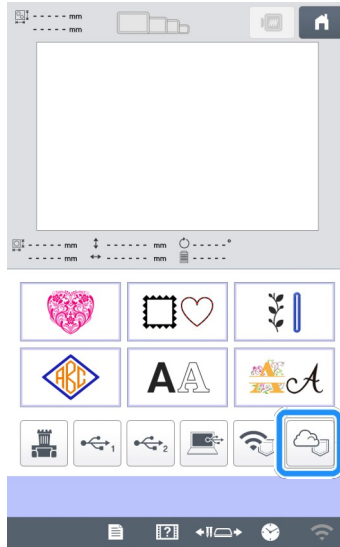 - - - - - mm
- - - - - mm
- - - - - mm ↕ - - - - - - mm - - - - -°
- - - - - mm ↔ - - - - - - mm - - - - -
ABC
AA
A A
1
2
[?]